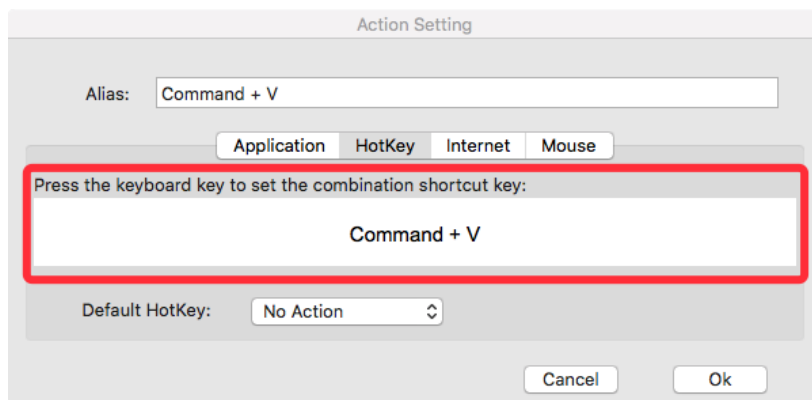 Action Setting
Alias: Command + V
Application HotKey Internet Mouse
Press the keyboard key to set the combination shortcut key:
Command + V
Default HotKey: No Action
Cancel Ok